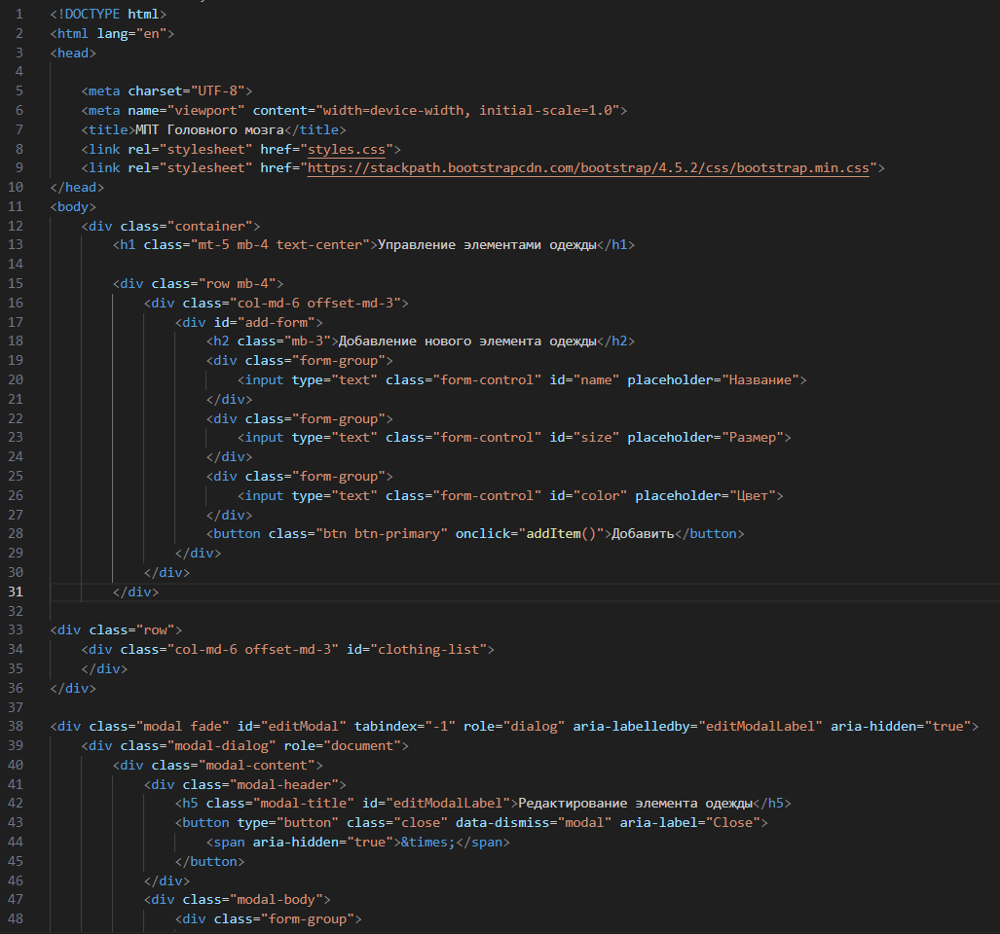 1 <!DOCTYPE html>
2 <html lang="en">
3 <head>
4
5 <meta charset="UTF-8">
6 <meta name="viewport" content="width=device-width, initial-scale=1.0">
7 <title>МПТ Головного мозга</title>
8 <link rel="stylesheet" href="styles.css">
9 <link rel="stylesheet" href="https://stackpath.bootstrapcdn.com/bootstrap/4.5.2/css/bootstrap.min.css">
10 </head>
11 <body>
12 <div class="container">
13 <h1 class="mt-5 mb-4 text-center">Управление элементами одежды</h1>
14
15 <div class="row mb-4">
16 <div class="col-md-6 offset-md-3">
17 <div id="add-form">
18 <h2 class="mb-3">Добавление нового элемента одежды</h2>
19 <div class="form-group">
20 <input type="text" class="form-control" id="name" placeholder="Название">
21 </div>
22 <div class="form-group">
23 <input type="text" class="form-control" id="size" placeholder="Размер">
24 </div>
25 <div class="form-group">
26 <input type="text" class="form-control" id="color" placeholder="Цвет">
27 </div>
28 <button class="btn btn-primary" onclick="addItem()">Добавить</button>
29 </div>
30 </div>
31 </div>
32
33 <div class="row">
34 <div class="col-md-6 offset-md-3" id="clothing-list">
35 </div>
36 </div>
37
38 <div class="modal fade" id="editModal" tabindex="-1" role="dialog" aria-labelledby="editModalLabel" aria-hidden="true">
39 <div class="modal-dialog" role="document">
40 <div class="modal-content">
41 <div class="modal-header">
42 <h5 class="modal-title" id="editModalLabel">Редактирование элемента одежды</h5>
43 <button type="button" class="close" data-dismiss="modal" aria-label="Close">
44 <span aria-hidden="true">&times;</span>
45 </button>
46 </div>
47 <div class="modal-body">
48 <div class="form-group">